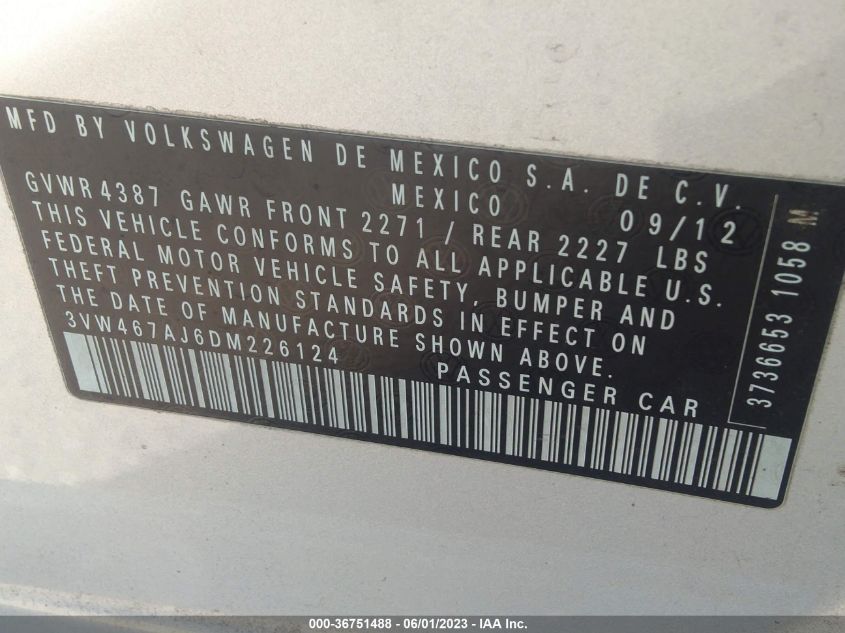 MFD BY VOLKSWAGEN DE MEXICO S.A. DE C.V.
MEXICO 09/12
GVWR 4387 GAWR FRONT 2271 / REAR 2227 LBS
THIS VEHICLE CONFORMS TO ALL APPLICABLE U.S.
FEDERAL MOTOR VEHICLE SAFETY, BUMPER AND
THEFT PREVENTION STANDARDS IN EFFECT ON
THE DATE OF MANUFACTURE SHOWN ABOVE.
3VW467AJ6DM226124 PASSENGER CAR
3736653 1058 M
000-36751488 - 06/01/2023 - IAA Inc.